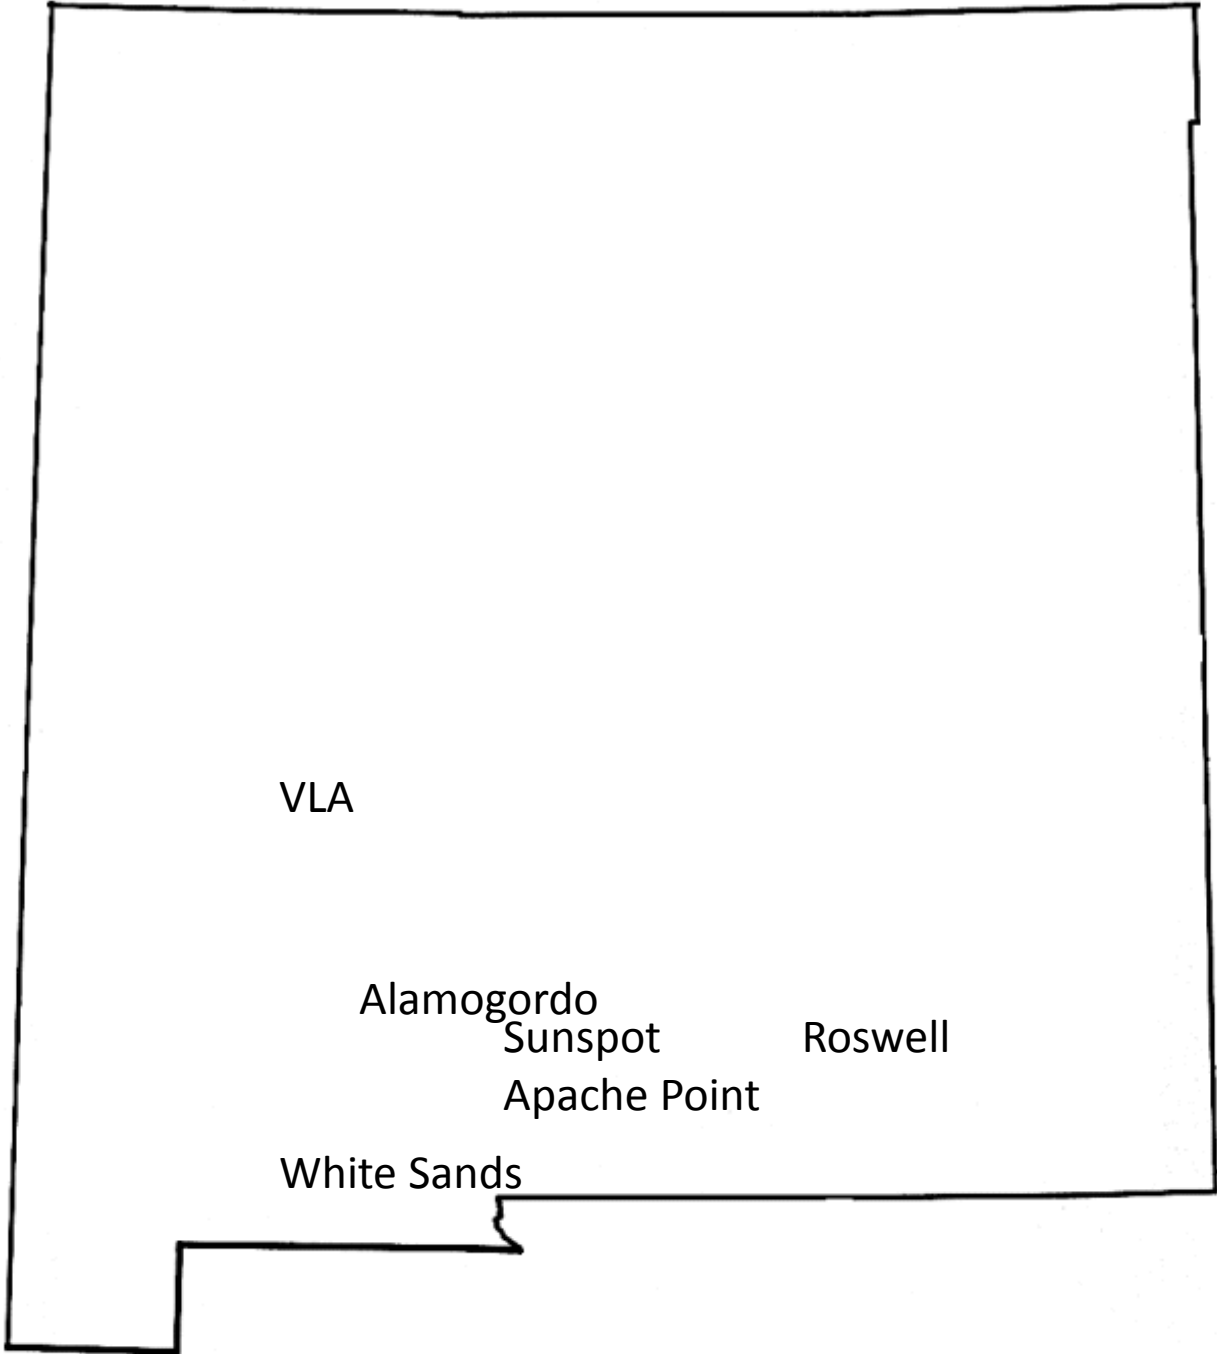 VLA
Alamogordo
Sunspot
Roswell
Apache Point
White Sands